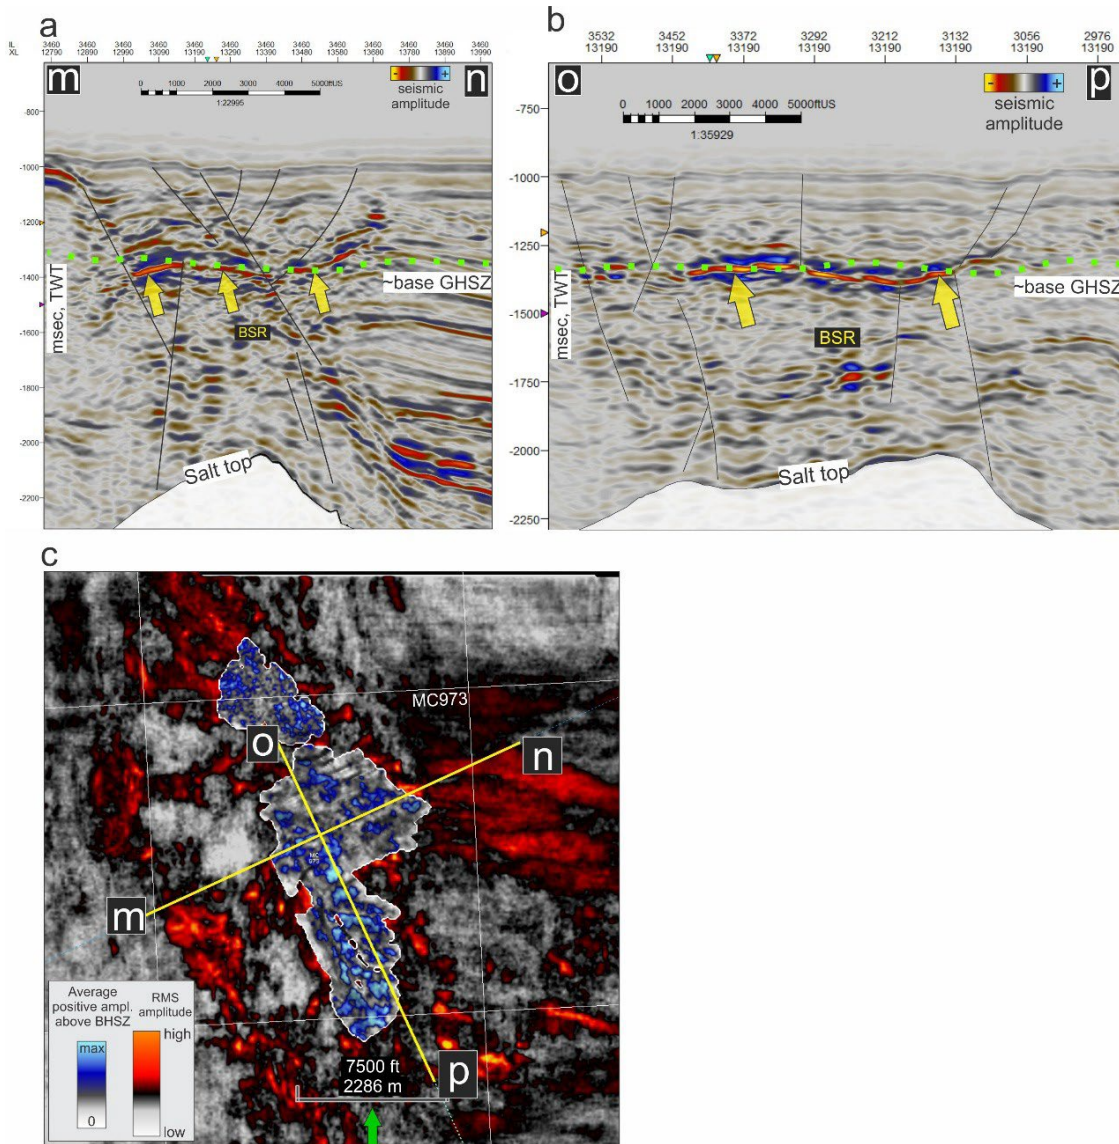 a
IL 3460 3460 3460 3460 3460 3460 3460 3460 3460 3460 3460 3460 3460
XL 12790 12890 12990 13090 13190 13290 13390 13480 13580 13680 13780 13890 13990
m
n
0 1000 2000 3000 4000 5000ftUS
1:22995
- +
seismic
amplitude
-800
-1000
-1200
-1400
-1600
-1800
-2000
-2200
msec, TWT
~base GHSZ
BSR
Salt top
b
3532 3452 3372 3292 3212 3132 3056 2976
13190 13190 13190 13190 13190 13190 13190 13190
o
p
0 1000 2000 3000 4000 5000ftUS
1:35929
- +
seismic
amplitude
-750
-1000
-1250
-1500
-1750
-2000
-2250
msec, TWT
~base GHSZ
BSR
Salt top
c
MC973
o
n
MC
973
m
p
7500 ft
2286 m
Average
positive ampl.
above BHSZ
max
0
RMS
amplitude
high
low